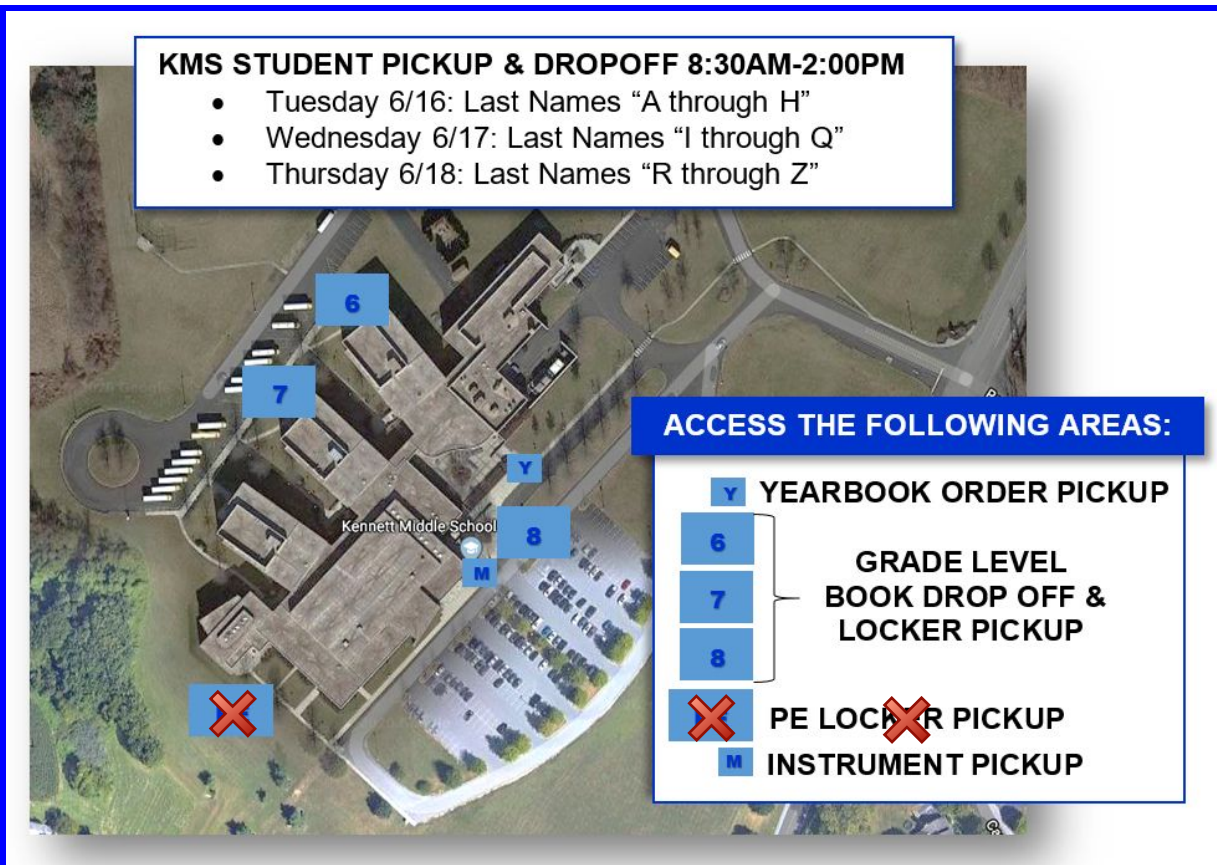 KMS STUDENT PICKUP & DROPOFF 8:30AM-2:00PM
• Tuesday 6/16: Last Names “A through H”
• Wednesday 6/17: Last Names “I through Q”
• Thursday 6/18: Last Names “R through Z”
6
7
Y
Kennett Middle School
8
M
ACCESS THE FOLLOWING AREAS:
Y YEARBOOK ORDER PICKUP
6
7
8
GRADE LEVEL
BOOK DROP OFF &
LOCKER PICKUP
PE LOCKER PICKUP
M INSTRUMENT PICKUP